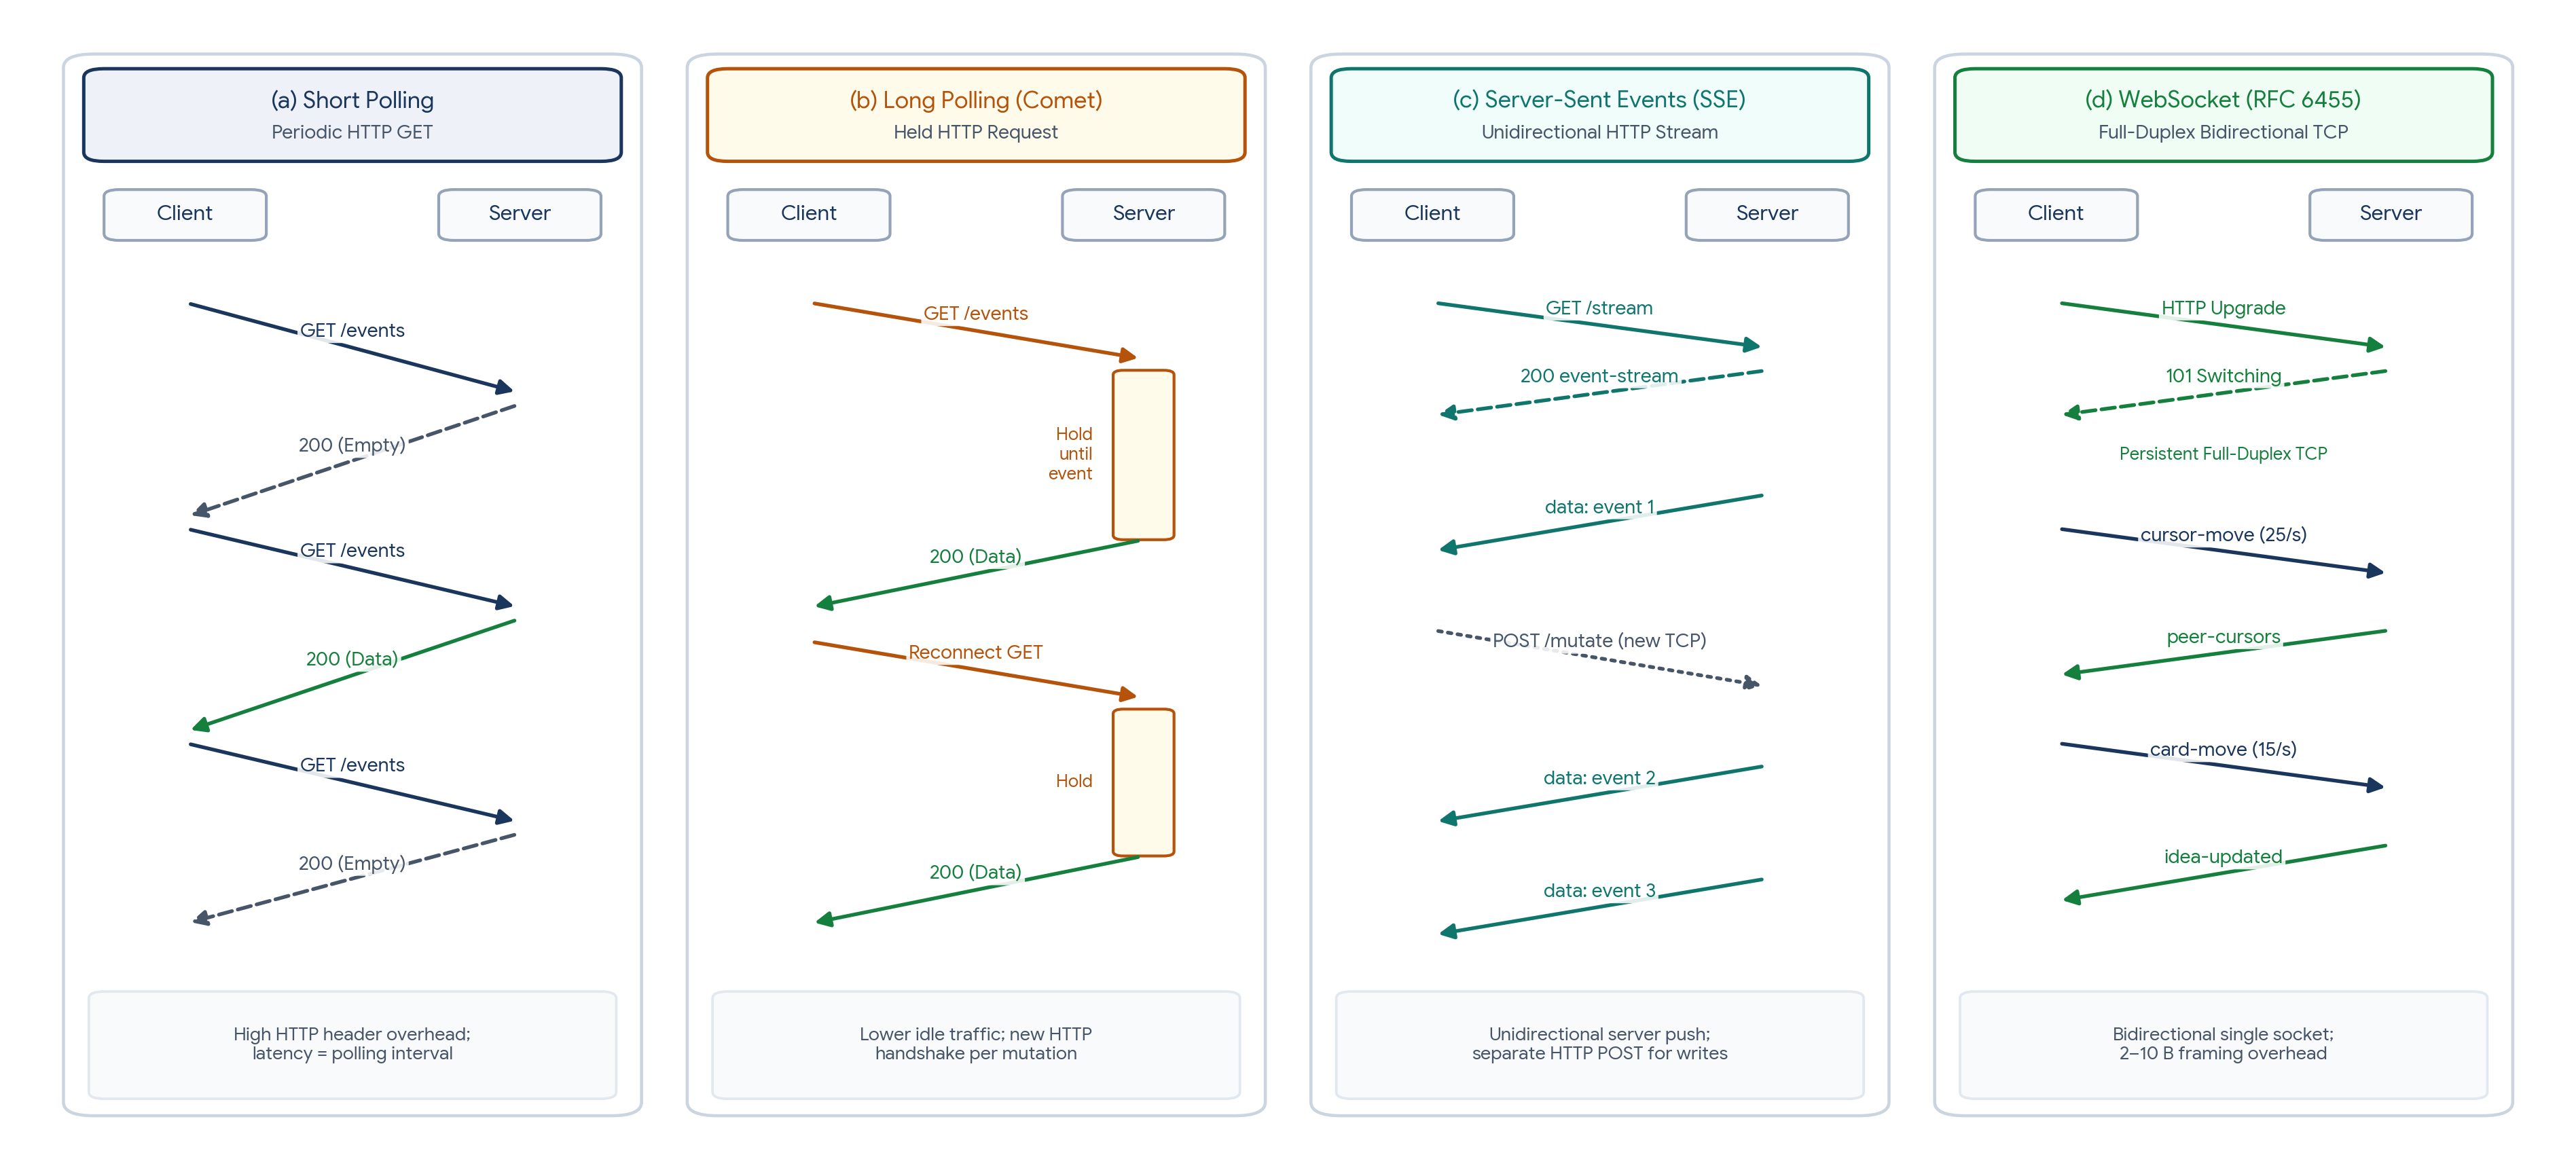 (a) Short Polling
Periodic HTTP GET
Client
Server
GET /events
200 (Empty)
GET /events
200 (Data)
GET /events
200 (Empty)
High HTTP header overhead;
latency = polling interval
(b) Long Polling (Comet)
Held HTTP Request
Client
Server
GET /events
Hold
until
event
200 (Data)
Reconnect GET
Hold
200 (Data)
Lower idle traffic; new HTTP
handshake per mutation
(c) Server-Sent Events (SSE)
Unidirectional HTTP Stream
Client
Server
GET /stream
200 event-stream
data: event 1
POST /mutate (new TCP)
data: event 2
data: event 3
Unidirectional server push;
separate HTTP POST for writes
(d) WebSocket (RFC 6455)
Full-Duplex Bidirectional TCP
Client
Server
HTTP Upgrade
101 Switching
Persistent Full-Duplex TCP
cursor-move (25/s)
peer-cursors
card-move (15/s)
idea-updated
Bidirectional single socket;
2–10 B framing overhead